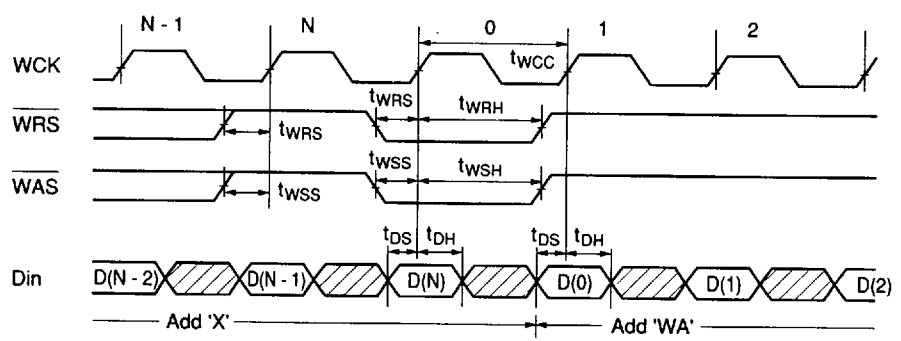 N - 1 N 0 1 2
WCK tWCC
tWRS tWRH
WRS tWRS
tWSS tWSH
WAS tWSS
tDS tDH tDS tDH
Din D(N - 2) D(N - 1) D(N) D(0) D(1) D(2)
Add 'X' Add 'WA'